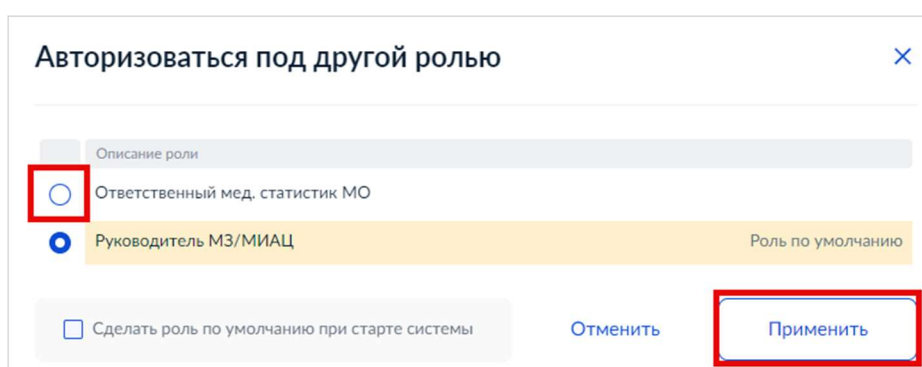 Авторизоваться под другой ролью
Описание роли
Ответственный мед. статистик МО
Руководитель МЗ/МИАЦ Роль по умолчанию
Сделать роль по умолчанию при старте системы Отменить Применить